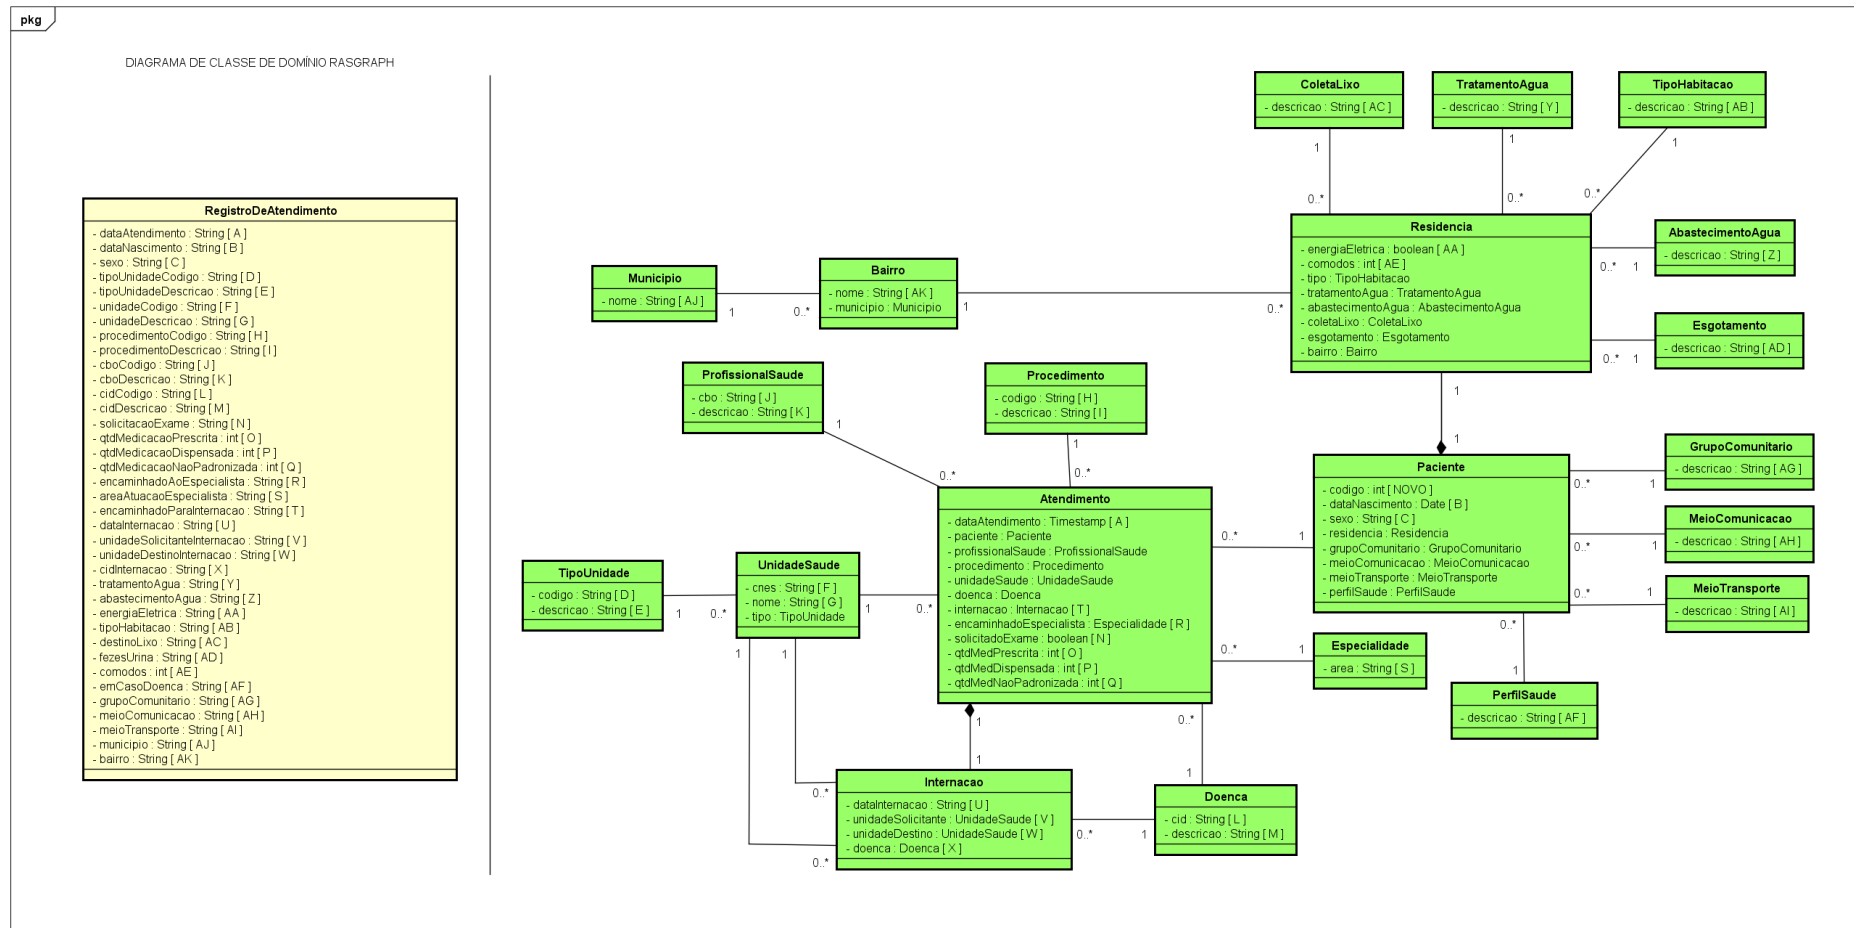 pkg
DIAGRAMA DE CLASSE DE DOMÍNIO RASGRAPH
RegistroDeAtendimento
- dataAtendimento : String [ A ]
- dataNascimento : String [ B ]
- sexo : String [ C ]
- tipoUnidadeCodigo : String [ D ]
- tipoUnidadeDescricao : String [ E ]
- unidadeCodigo : String [ F ]
- unidadeDescricao : String [ G ]
- procedimentoCodigo : String [ H ]
- procedimentoDescricao : String [ I ]
- cboCodigo : String [ J ]
- cboDescricao : String [ K ]
- cidCodigo : String [ L ]
- cidDescricao : String [ M ]
- solicitacaoExame : String [ N ]
- qtdMedicacaoPrescrita : int [ O ]
- qtdMedicacaoDispensada : int [ P ]
- qtdMedicacaoNaoPadronizada : int [ Q ]
- encaminhadoAoEspecialista : String [ R ]
- areaAtuacaoEspecialista : String [ S ]
- encaminhadoParaInternacao : String [ T ]
- dataInternacao : String [ U ]
- unidadeSolicitanteInternacao : String [ V ]
- unidadeDestinoInternacao : String [ W ]
- cidInternacao : String [ X ]
- tratamentoAgua : String [ Y ]
- abastecimentoAgua : String [ Z ]
- energiaEletrica : String [ AA ]
- tipoHabitacao : String [ AB ]
- destinoLixo : String [ AC ]
- fezesUrina : String [ AD ]
- comodos : int [ AE ]
- emCasoDoenca : String [ AF ]
- grupoComunitario : String [ AG ]
- meioComunicacao : String [ AH ]
- meioTransporte : String [ AI ]
- municipio : String [ AJ ]
- bairro : String [ AK ]
ColetaLixo
- descricao : String [ AC ]
1
0..*
TratamentoAgua
- descricao : String [ Y ]
1
0..*
TipoHabitacao
- descricao : String [ AB ]
1
0..*
Residencia
- energiaEletrica : boolean [ AA ]
- comodos : int [ AE ]
- tipo : TipoHabitacao
- tratamentoAgua : TratamentoAgua
- abastecimentoAgua : AbastecimentoAgua
- coletaLixo : ColetaLixo
- esgotamento : Esgotamento
- bairro : Bairro
AbastecimentoAgua
- descricao : String [ Z ]
0..*
1
Esgotamento
- descricao : String [ AD ]
0..*
1
Municipio
- nome : String [ AJ ]
1
0..*
Bairro
- nome : String [ AK ]
- municipio : Municipio
1
0..*
1
1
ProfissionalSaude
- cbo : String [ J ]
- descricao : String [ K ]
1
0..*
Procedimento
- codigo : String [ H ]
- descricao : String [ I ]
1
0..*
Paciente
- codigo : int [ NOVO ]
- dataNascimento : Date [ B ]
- sexo : String [ C ]
- residencia : Residencia
- grupoComunitario : GrupoComunitario
- meioComunicacao : MeioComunicacao
- meioTransporte : MeioTransporte
- perfilSaude : PerfilSaude
GrupoComunitario
- descricao : String [ AG ]
0..*
1
MeioComunicacao
- descricao : String [ AH ]
0..*
1
MeioTransporte
- descricao : String [ AI ]
0..*
1
0..*
1
PerfilSaude
- descricao : String [ AF ]
Atendimento
- dataAtendimento : Timestamp [ A ]
- paciente : Paciente
- profissionalSaude : ProfissionalSaude
- procedimento : Procedimento
- unidadeSaude : UnidadeSaude
- doenca : Doenca
- internacao : Internacao [ T ]
- encaminhadoEspecialista : Especialidade [ R ]
- solicitadoExame : boolean [ N ]
- qtdMedPrescrita : int [ O ]
- qtdMedDispensada : int [ P ]
- qtdMedNaoPadronizada : int [ Q ]
0..*
1
0..*
1
Especialidade
- area : String [ S ]
TipoUnidade
- codigo : String [ D ]
- descricao : String [ E ]
1
0..*
UnidadeSaude
- cnes : String [ F ]
- nome : String [ G ]
- tipo : TipoUnidade
1
0..*
1
1
0..*
0..*
1
1
0..*
1
Internacao
- dataInternacao : String [ U ]
- unidadeSolicitante : UnidadeSaude [ V ]
- unidadeDestino : UnidadeSaude [ W ]
- doenca : Doenca [ X ]
0..*
1
Doenca
- cid : String [ L ]
- descricao : String [ M ]